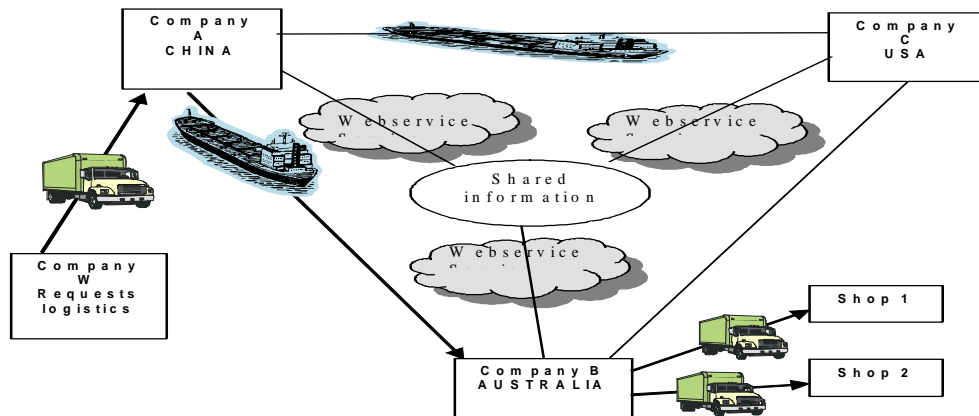 Company
A
CHINA
Company
C
USA
Webservice
Webservice
Shared
information
Webservice
Company
W
Requests
logistics
Company B
AUSTRALIA
Shop 1
Shop 2